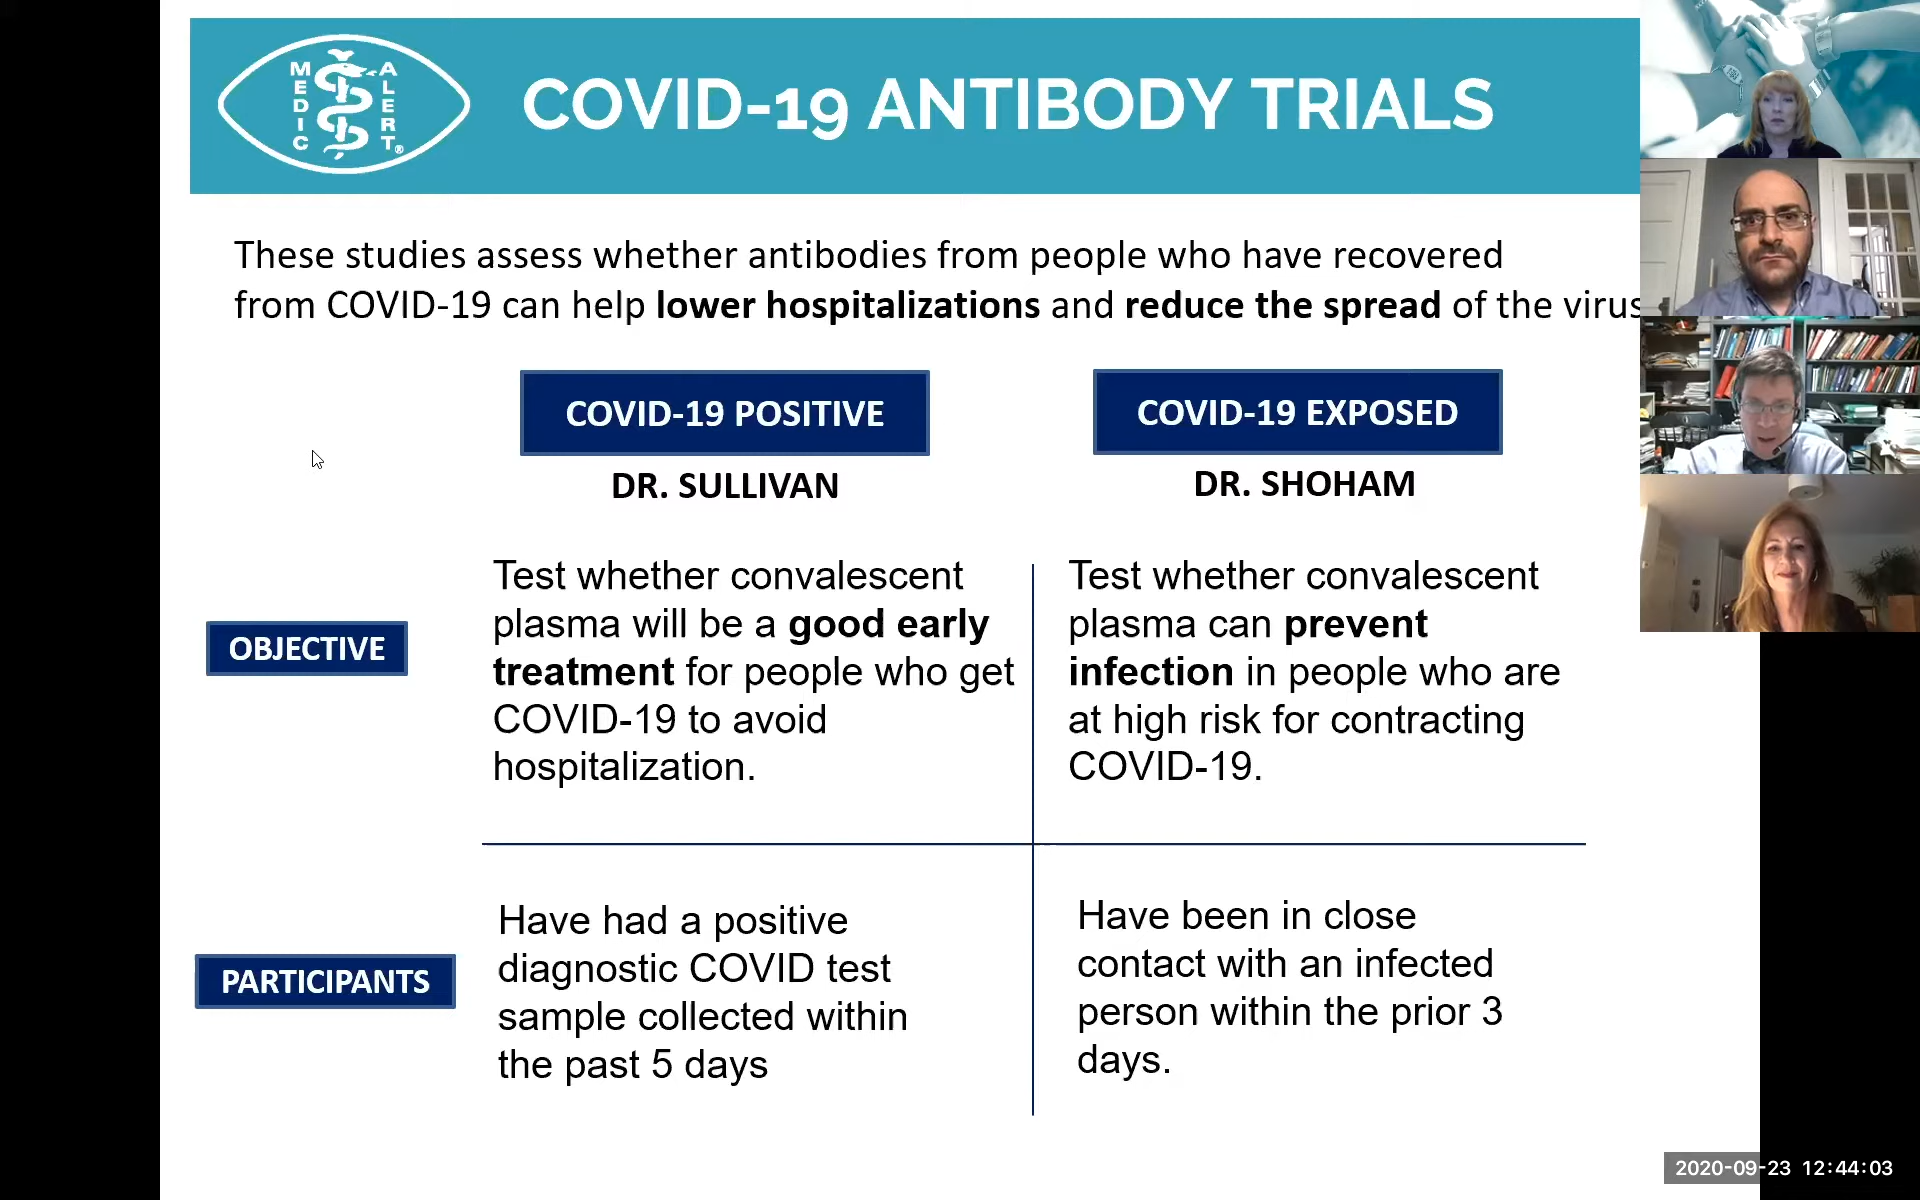 MEDIC ALERT®
COVID-19 ANTIBODY TRIALS
These studies assess whether antibodies from people who have recovered
from COVID-19 can help lower hospitalizations and reduce the spread of the virus
COVID-19 POSITIVE
COVID-19 EXPOSED
DR. SULLIVAN
DR. SHOHAM
OBJECTIVE
Test whether convalescent
plasma will be a good early
treatment for people who get
COVID-19 to avoid
hospitalization.
Test whether convalescent
plasma can prevent
infection in people who are
at high risk for contracting
COVID-19.
PARTICIPANTS
Have had a positive
diagnostic COVID test
sample collected within
the past 5 days
Have been in close
contact with an infected
person within the prior 3
days.
2020-09-23 12:44:03